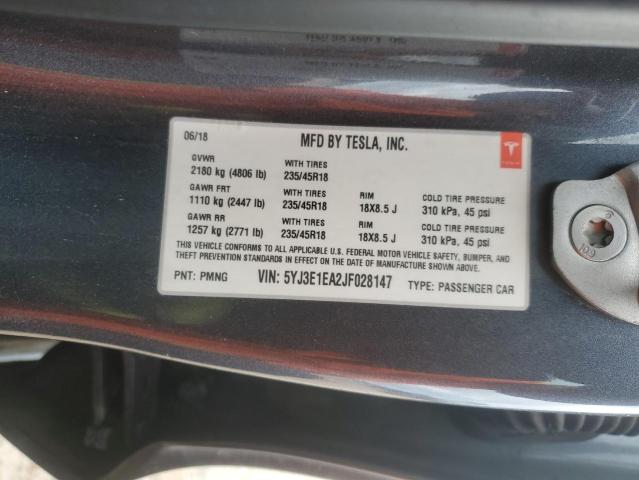 06/18 MFD BY TESLA, INC.
TESLA
GVWR WITH TIRES
2180 kg (4806 lb) 235/45R18
GAWR FRT WITH TIRES RIM COLD TIRE PRESSURE
1110 kg (2447 lb) 235/45R18 18X8.5 J 310 kPa, 45 psi
GAWR RR WITH TIRES RIM COLD TIRE PRESSURE
1257 kg (2771 lb) 235/45R18 18X8.5 J 310 kPa, 45 psi
THIS VEHICLE CONFORMS TO ALL APPLICABLE U.S. FEDERAL MOTOR VEHICLE SAFETY, BUMPER, AND
THEFT PREVENTION STANDARDS IN EFFECT ON THE DATE OF MANUFACTURE SHOWN ABOVE.
PNT: PMNG VIN: 5YJ3E1EA2JF028147 TYPE: PASSENGER CAR